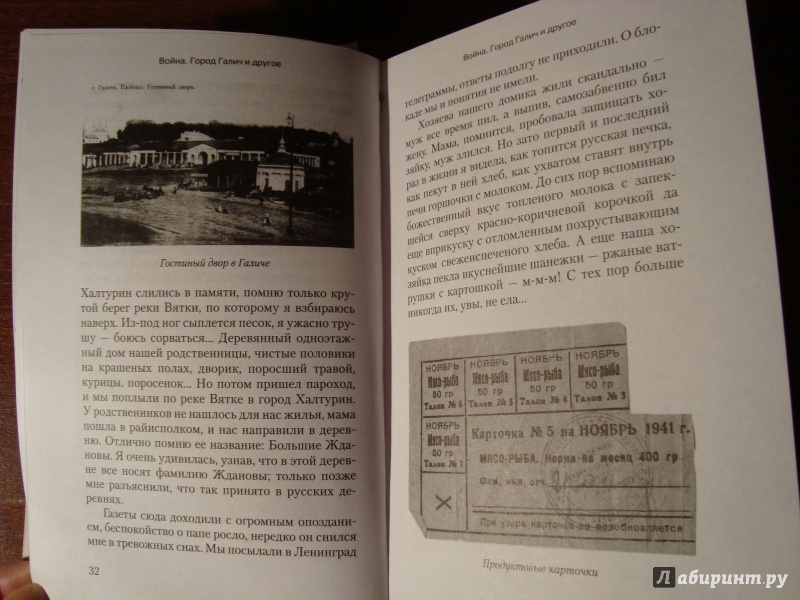 Война. Город Галич и другое
Гостиный двор в Галиче
Халтурин слились в памяти, помню только кру-
той берег реки Вятки, по которому я взбираюсь
наверх. Из-под ног сыплется песок, я ужасно тру-
шу — боюсь сорваться... Деревянный одноэтаж-
ный дом нашей родственницы, чистые половики
на крашеных полах, дворик, поросший травой,
курицы, поросенок... Но потом пришел пароход,
и мы поплыли по реке Вятке в город Халтурин.
У родственников не нашлось для нас жилья, мама
пошла в райисполком, и нас направили в дерев-
ню. Отлично помню ее название: Большие Жда-
новы. Я очень удивилась, узнав, что в этой дерев-
не все носят фамилию Ждановы; только позже
мне разъяснили, что так принято в русских де-
ревнях.
Газеты сюда доходили с огромным опоздани-
ем, беспокойство о папе росло, нередко он снился
мне в тревожных снах. Мы посылали в Ленинград
32
Война. Город Галич и другое
телеграммы, ответы подолгу не приходили. О бло-
каде мы и понятия не имели.
Хозяева нашего домика жили скандально —
муж все время пил, а выпив, самозабвенно бил
жену. Мама, помнится, пробовала защищать хо-
зяйку, муж злился. Но зато первый и последний
раз в жизни я видела, как топится русская печка,
как пекут в ней хлеб, как ухватом ставят внутрь
печи горшочки с молоком. До сих пор вспоминаю
божественный вкус топленого молока с запек-
шейся сверху красно-коричневой корочкой да
еще вприкуску с отломленным похрустывающим
куском свежеиспеченного хлеба. А еще наша хо-
зяйка пекла вкуснейшие шанежки — ржаные ват-
рушки с картошкой — м-м-м! С тех пор больше
никогда их, увы, не ела...
НОЯБРЬ
Мясо-рыба
50 гр
Талон № 6
НОЯБРЬ
Мясо-рыба
50 гр
Талон № 5
НОЯБРЬ
Мясо-рыба
50 гр
Талон № 4
НОЯБРЬ
Мясо-рыба
50 гр
Талон № 3
НОЯБРЬ
Мясо-рыба
50 гр
Талон № 7
Карточка № 5 на НОЯБРЬ 1941 г.
МЯСО-РЫБА. Норма на месяц 400 гр
При утере карточка не возобновляется
Продуктовые карточки
Лабиринт.ру